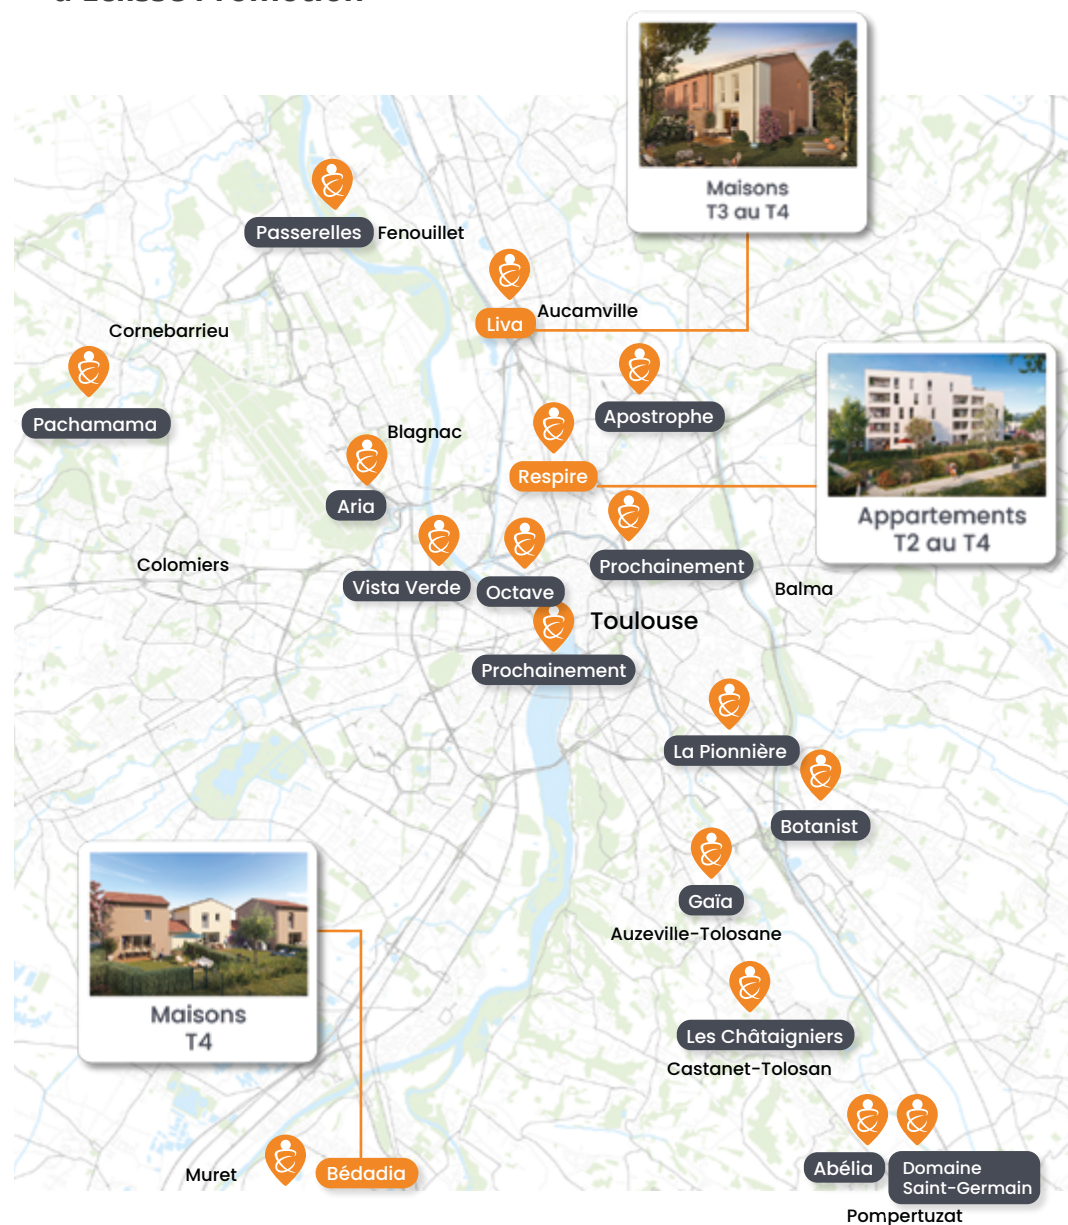 Maisons
T3 au T4
Passerelles
Fenouillet
Aucamville
Liva
Cornebarrieu
Pachamama
Apostrophe
Blagnac
Respire
Aria
Appartements
T2 au T4
Colomiers
Vista Verde
Octave
Prochainement
Balma
Toulouse
Prochainement
La Pionnière
Botanist
Gaïa
Auzeville-Tolosane
Maisons
T4
Les Châtaigniers
Castanet-Tolosan
Muret
Bédadia
Abélia
Domaine
Saint-Germain
Pompertuzat